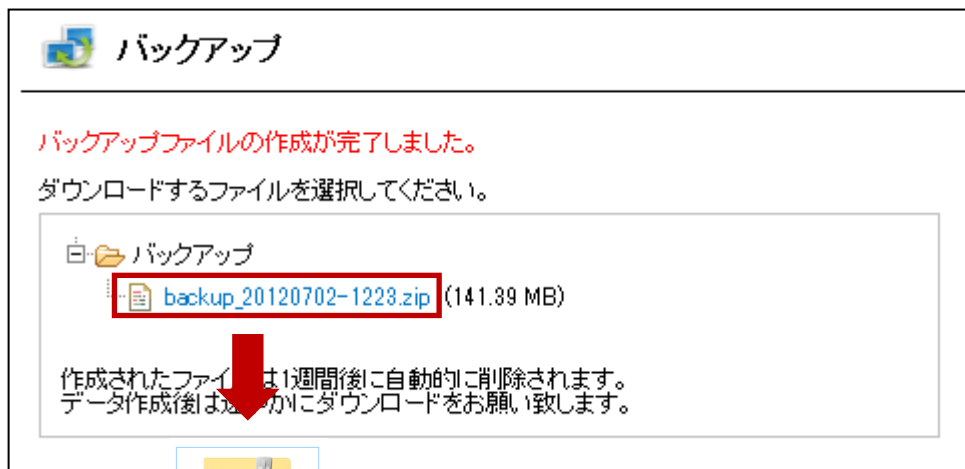 バックアップ
バックアップファイルの作成が完了しました。
ダウンロードするファイルを選択してください。
バックアップ
backup_20120702-1223.zip (141.39 MB)
作成されたファイ は1週間後に自動的に削除されます。
データ作成後は速やかにダウンロードをお願い致します。